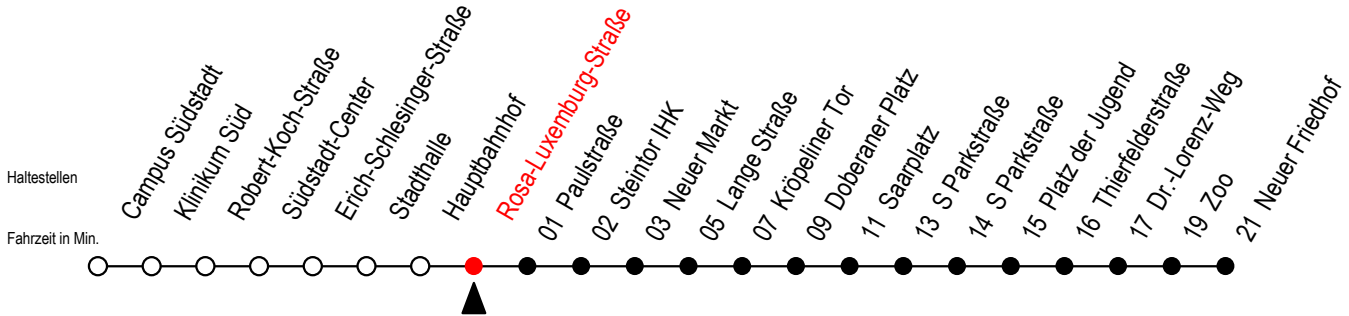 Haltestellen
Fahrzeit in Min.
Campus Südstadt
Klinikum Süd
Robert-Koch-Straße
Südstadt-Center
Erich-Schlesinger-Straße
Stadthalle
Hauptbahnhof
Rosa-Luxemburg-Straße
01 Paulstraße
02 Steintor IHK
03 Neuer Markt
05 Lange Straße
07 Kröpeliner Tor
09 Doberaner Platz
11 Saarplatz
13 S Parkstraße
14 S Parkstraße
15 Platz der Jugend
16 Thierfelderstraße
17 Dr.-Lorenz-Weg
19 Zoo
21 Neuer Friedhof